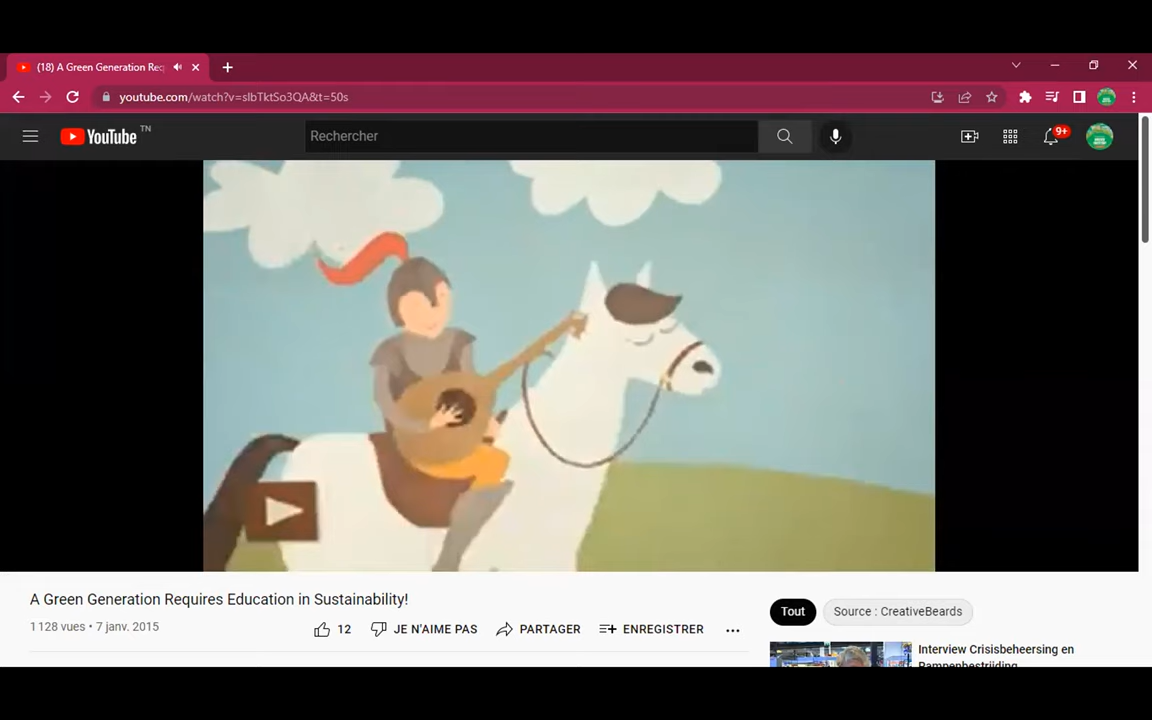 (18) A Green Generation Req
youtube.com/watch?v=slbTktSo3QA&t=50s
YouTube TN
Rechercher
9+
A Green Generation Requires Education in Sustainability!
1 128 vues • 7 janv. 2015
12
JE N'AIME PAS
PARTAGER
ENREGISTRER
Tout
Source : CreativeBeards
Interview Crisisbeheersing en
Rampenbestrijding